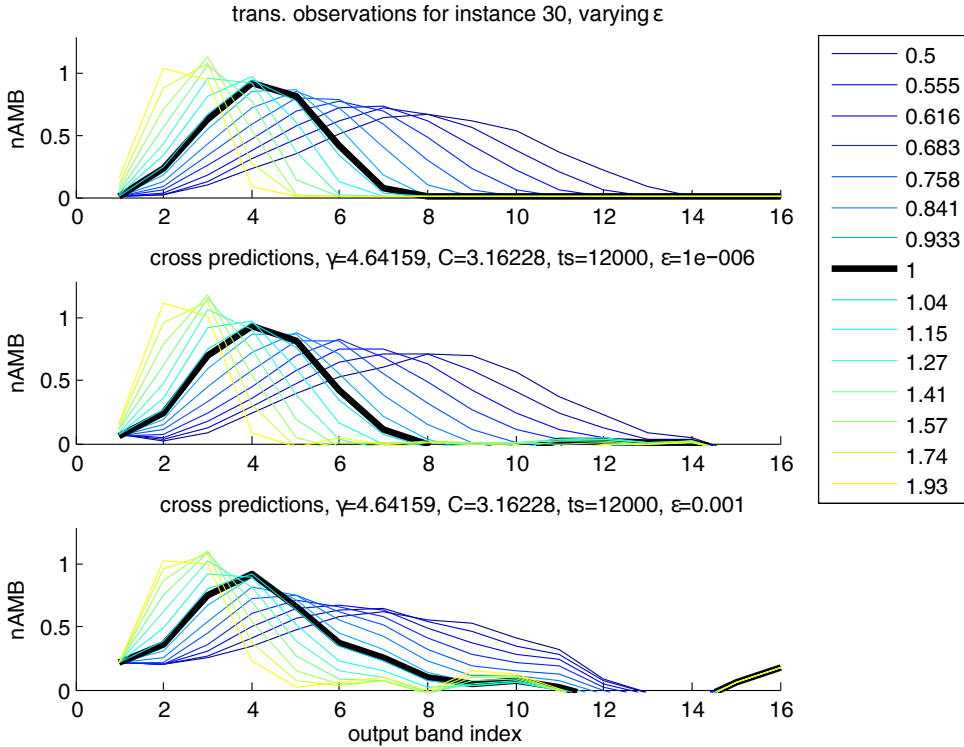 trans. observations for instance 30, varying ε
nAMB
1
0.5
0
0 2 4 6 8 10 12 14 16
cross predictions, γ=4.64159, C=3.16228, ts=12000, ε=1e−006
nAMB
1
0.5
0
0 2 4 6 8 10 12 14 16
cross predictions, γ=4.64159, C=3.16228, ts=12000, ε=0.001
nAMB
1
0.5
0
0 2 4 6 8 10 12 14 16
output band index
0.5
0.555
0.616
0.683
0.758
0.841
0.933
1
1.04
1.15
1.27
1.41
1.57
1.74
1.93